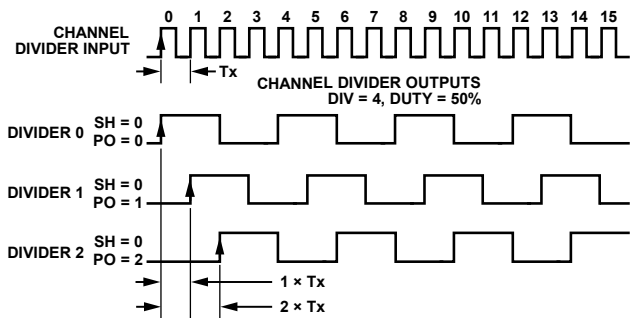 0 1 2 3 4 5 6 7 8 9 10 11 12 13 14 15
CHANNEL
DIVIDER INPUT
Tx
CHANNEL DIVIDER OUTPUTS
DIV = 4, DUTY = 50%
DIVIDER 0
SH = 0
PO = 0
DIVIDER 1
SH = 0
PO = 1
DIVIDER 2
SH = 0
PO = 2
1 × Tx
2 × Tx